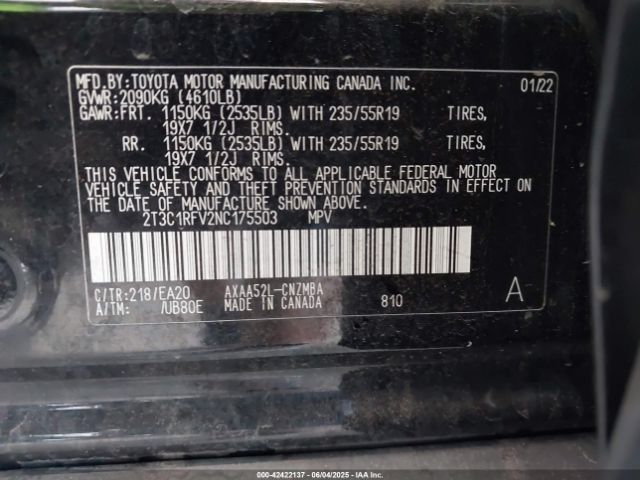 MFD.BY:TOYOTA MOTOR MANUFACTURING CANADA INC. 01/22
GVWR:2090KG (4610LB)
GAWR:FRT. 1150KG (2535LB) WITH 235/55R19 TIRES,
19X7 1/2J RIMS.
RR. 1150KG (2535LB) WITH 235/55R19 TIRES,
19X7 1/2J RIMS.
THIS VEHICLE CONFORMS TO ALL APPLICABLE FEDERAL MOTOR
VEHICLE SAFETY AND THEFT PREVENTION STANDARDS IN EFFECT ON
THE DATE OF MANUFACTURE SHOWN ABOVE.
2T3C1RFV2NC175503 MPV
C/TR:218/EA20 AXAA52L-CNZMBA
A/TM: /UB80E MADE IN CANADA 810 A
000-42422137 - 06/04/2025 - IAAI.CA